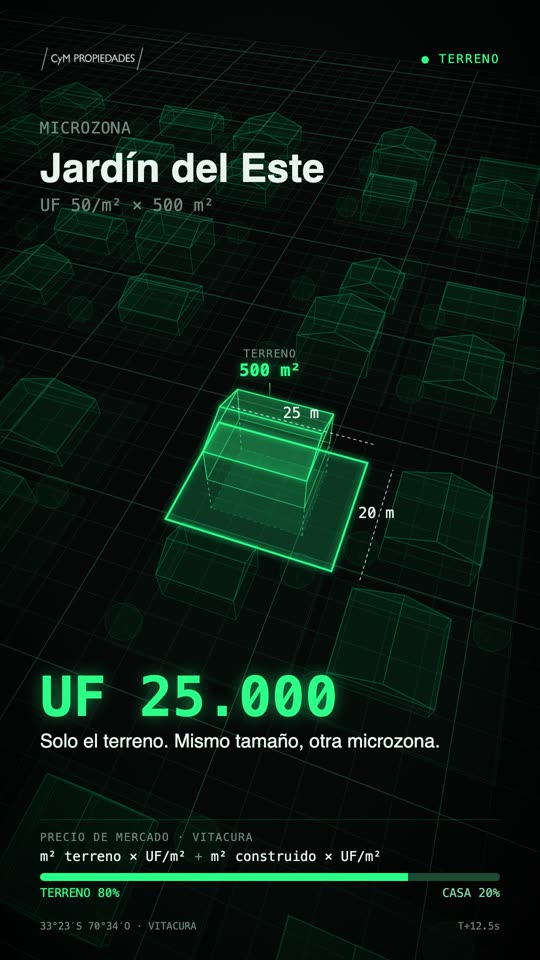 CyM PROPIEDADES
TERRENO
MICROZONA
Jardín del Este
UF 50/m² × 500 m²
TERRENO
500 m²
25 m
20 m
UF 25.000
Solo el terreno. Mismo tamaño, otra microzona.
PRECIO DE MERCADO · VITACURA
m² terreno × UF/m² + m² construido × UF/m²
TERRENO 80%
CASA 20%
33°23′S 70°34′O · VITACURA
T+12.5s